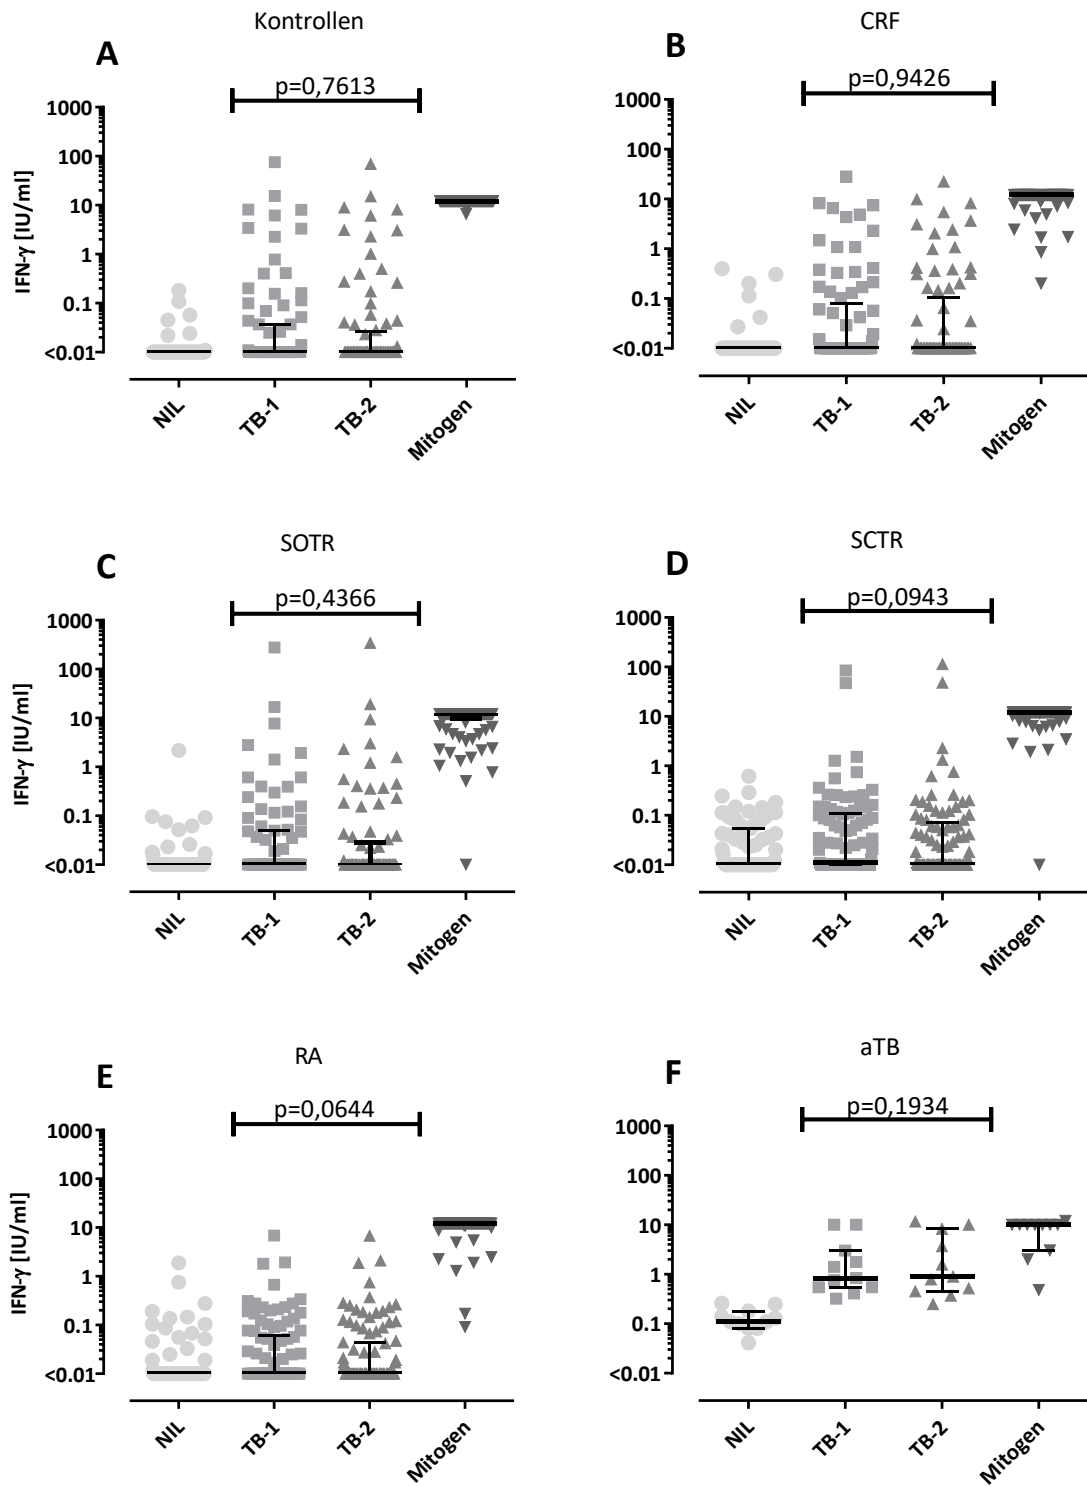 Kontrollen
A
p=0,7613
IFN-γ [IU/ml]
1000
100
10
1
0.1
<0.01
NIL
TB-1
TB-2
Mitogen
CRF
B
p=0,9426
1000
100
10
1
0.1
<0.01
NIL
TB-1
TB-2
Mitogen
SOTR
C
p=0,4366
IFN-γ [IU/ml]
1000
100
10
1
0.1
<0.01
NIL
TB-1
TB-2
Mitogen
SCTR
D
p=0,0943
1000
100
10
1
0.1
<0.01
NIL
TB-1
TB-2
Mitogen
RA
E
p=0,0644
IFN-γ [IU/ml]
1000
100
10
1
0.1
<0.01
NIL
TB-1
TB-2
Mitogen
aTB
F
p=0,1934
1000
100
10
1
0.1
<0.01
NIL
TB-1
TB-2
Mitogen